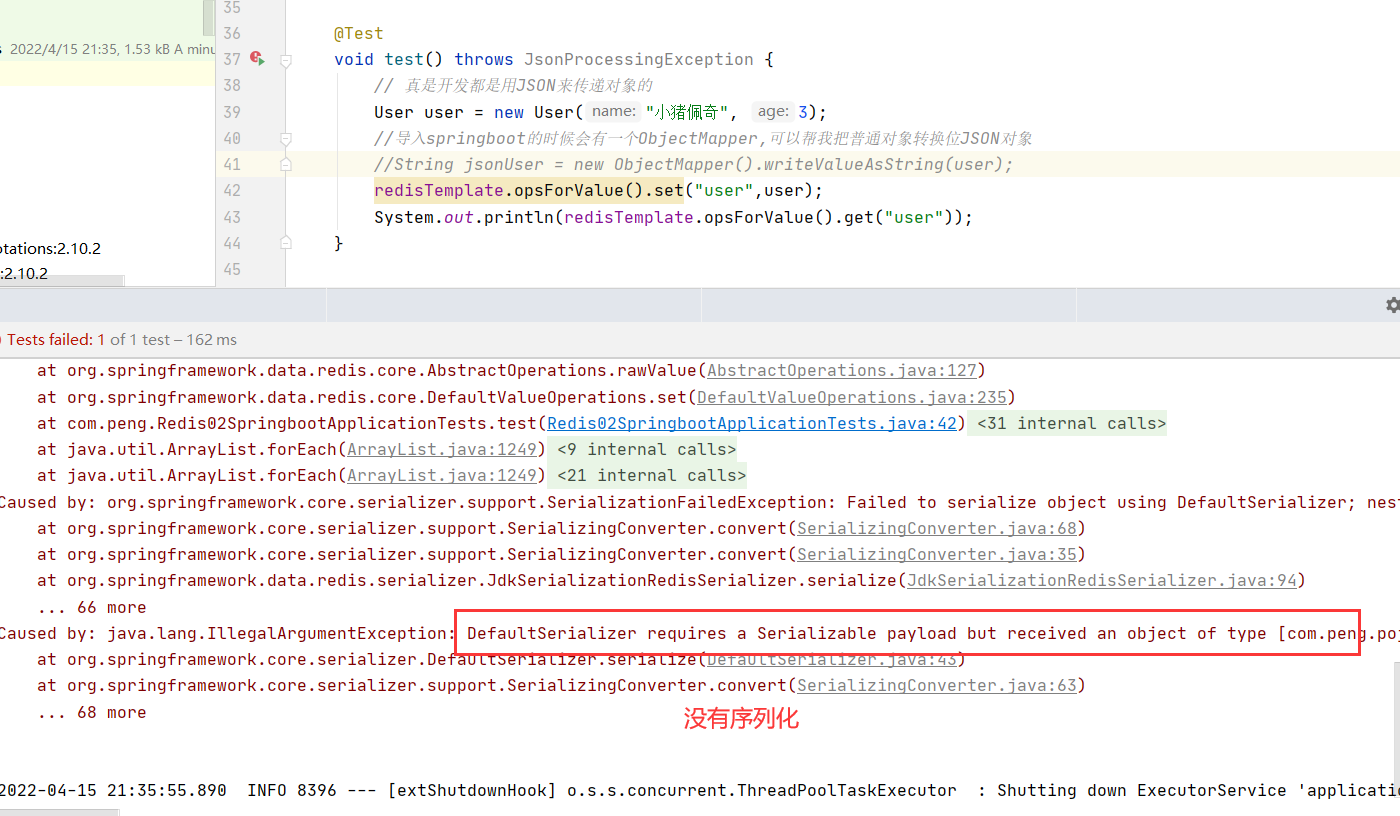 35
2022/4/15 21:35, 1.53 kB A minu
36 @Test
37 void test() throws JsonProcessingException {
38 // 真是开发都是用JSON来传递对象的
39 User user = new User( name: "小猪佩奇", age: 3);
40 //导入springboot的时候会有一个ObjectMapper,可以帮我把普通对象转换位JSON对象
41 //String jsonUser = new ObjectMapper().writeValueAsString(user);
42 redisTemplate.opsForValue().set("user",user);
43 System.out.println(redisTemplate.opsForValue().get("user"));
44 }
otations:2.10.2
45
:2.10.2
Tests failed: 1 of 1 test – 162 ms
at org.springframework.data.redis.core.AbstractOperations.rawValue(AbstractOperations.java:127)
at org.springframework.data.redis.core.DefaultValueOperations.set(DefaultValueOperations.java:235)
at com.peng.Redis02SpringbootApplicationTests.test(Redis02SpringbootApplicationTests.java:42) <31 internal calls>
at java.util.ArrayList.forEach(ArrayList.java:1249) <9 internal calls>
at java.util.ArrayList.forEach(ArrayList.java:1249) <21 internal calls>
Caused by: org.springframework.core.serializer.support.SerializationFailedException: Failed to serialize object using DefaultSerializer; nest
at org.springframework.core.serializer.support.SerializingConverter.convert(SerializingConverter.java:68)
at org.springframework.core.serializer.support.SerializingConverter.convert(SerializingConverter.java:35)
at org.springframework.data.redis.serializer.JdkSerializationRedisSerializer.serialize(JdkSerializationRedisSerializer.java:94)
... 66 more
Caused by: java.lang.IllegalArgumentException: DefaultSerializer requires a Serializable payload but received an object of type [com.peng.poj
at org.springframework.core.serializer.DefaultSerializer.serialize(DefaultSerializer.java:43)
at org.springframework.core.serializer.support.SerializingConverter.convert(SerializingConverter.java:63)
... 68 more
没有序列化
2022-04-15 21:35:55.890 INFO 8396 --- [extShutdownHook] o.s.s.concurrent.ThreadPoolTaskExecutor : Shutting down ExecutorService 'applicatio